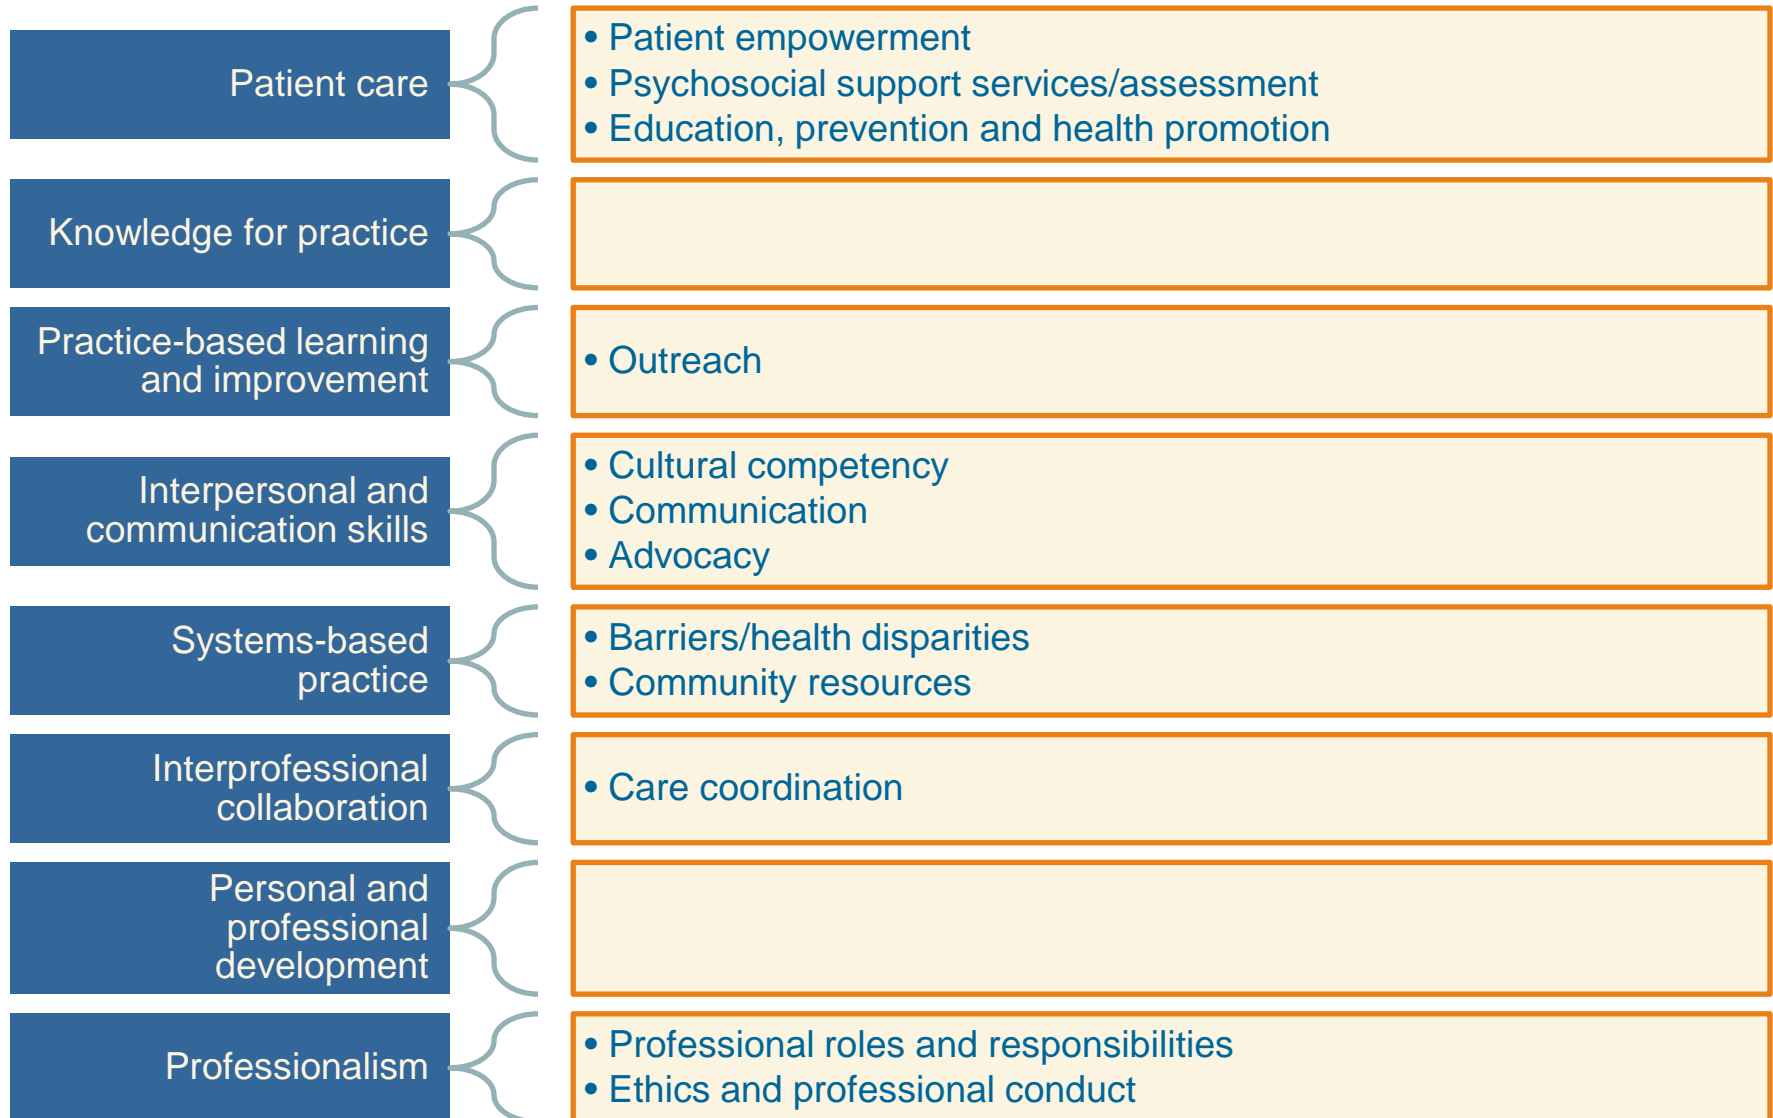 Patient care
• Patient empowerment
• Psychosocial support services/assessment
• Education, prevention and health promotion
Knowledge for practice
Practice-based learning
and improvement
• Outreach
Interpersonal and
communication skills
• Cultural competency
• Communication
• Advocacy
Systems-based
practice
• Barriers/health disparities
• Community resources
Interprofessional
collaboration
• Care coordination
Personal and
professional
development
Professionalism
• Professional roles and responsibilities
• Ethics and professional conduct